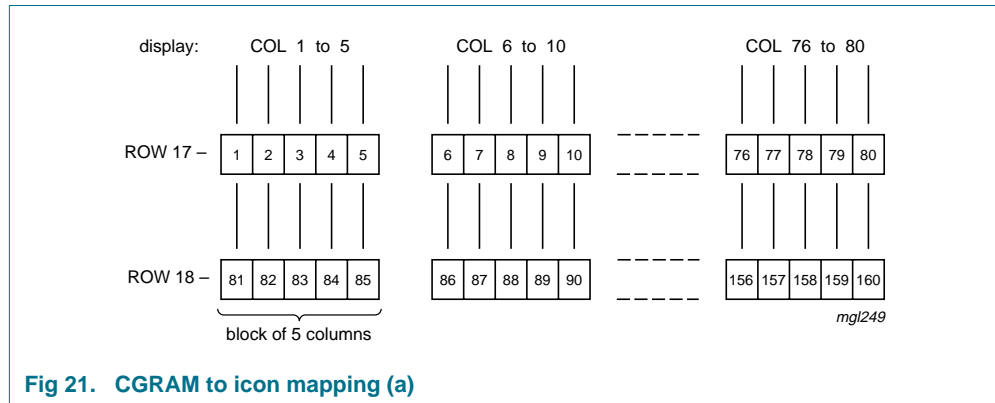 display: COL 1 to 5 COL 6 to 10 COL 76 to 80
ROW 17 – 1 2 3 4 5 6 7 8 9 10 76 77 78 79 80
ROW 18 – 81 82 83 84 85 86 87 88 89 90 156 157 158 159 160
mgl249
block of 5 columns
Fig 21. CGRAM to icon mapping (a)